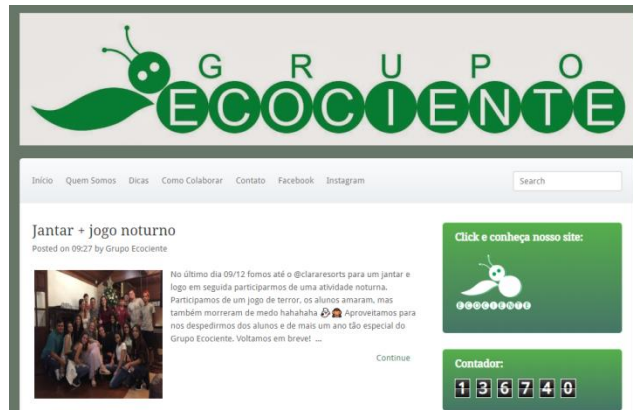 GRUPO
ECOCIENTE
Início Quem Somos Dicas Como Colaborar Contato Facebook Instagram
Search
Jantar + jogo noturno
Posted on 09:27 by Grupo Ecociente
No último dia 09/12 fomos até o @clararesorts para um jantar e
logo em seguida participarmos de uma atividade noturna.
Participamos de um jogo de terror, os alunos amaram, mas
também morreram de medo hahahaha 👻👧 Aproveitamos para
nos despedirmos dos alunos e de mais um ano tão especial do
Grupo Ecociente. Voltamos em breve! ...
Continue
Click e conheça nosso site:
ECOCIENTE
Contador:
136740